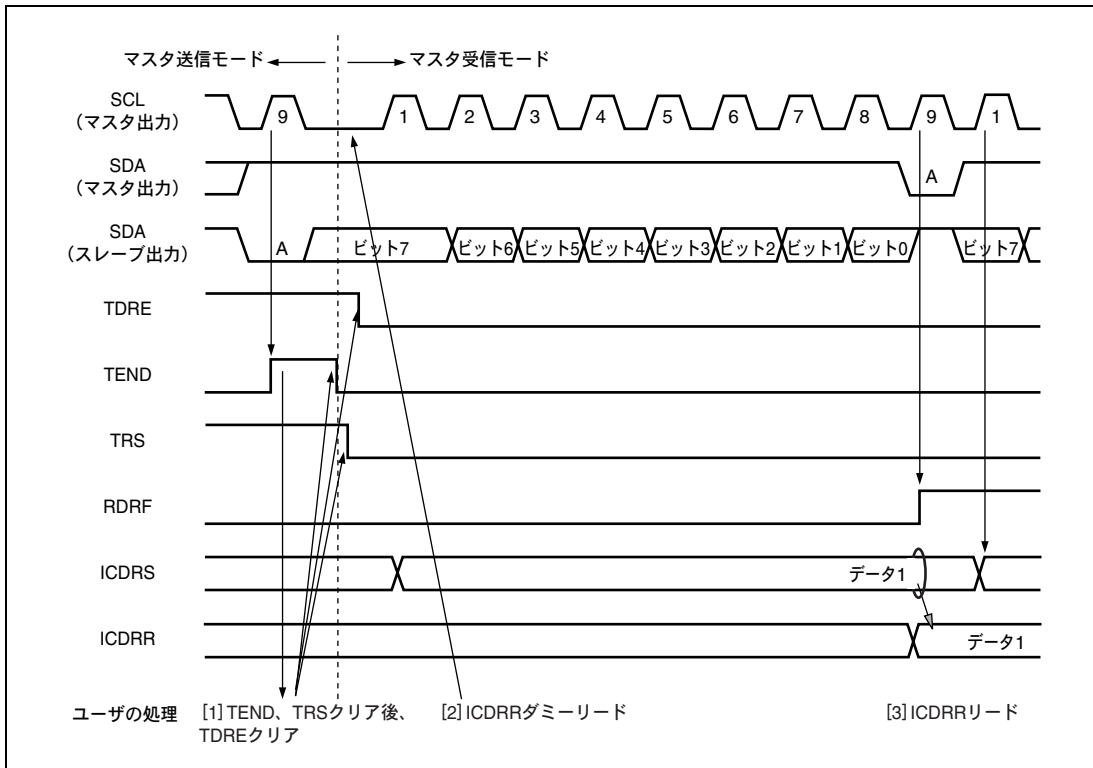 マスタ送信モード マスタ受信モード
SCL
（マスタ出力）
9 1 2 3 4 5 6 7 8 9 1
SDA
（マスタ出力）
A
SDA
（スレーブ出力）
A ビット7 ビット6 ビット5 ビット4 ビット3 ビット2 ビット1 ビット0 ビット7
TDRE
TEND
TRS
RDRF
ICDRS
データ1
ICDRR
データ1
ユーザの処理 [1] TEND、TRSクリア後、 [2] ICDRRダミーリード [3] ICDRRリード
TDREクリア